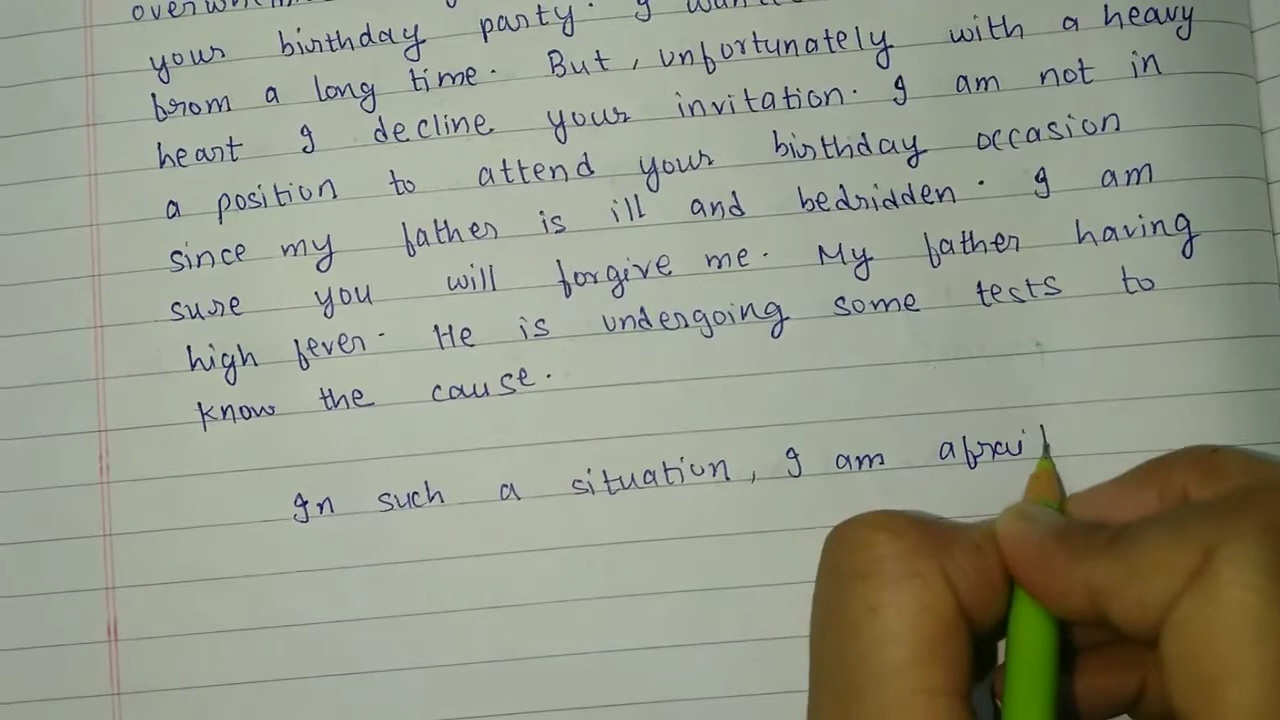 your birthday party. I
from a long time. But, unfortunately with a heavy
heart I decline your invitation. I am not in
a position to attend your birthday occasion
since my father is ill and bedridden. I am
sure you will forgive me. My father having
high fever. He is undergoing some tests to
know the cause.
In such a situation, I am afrai